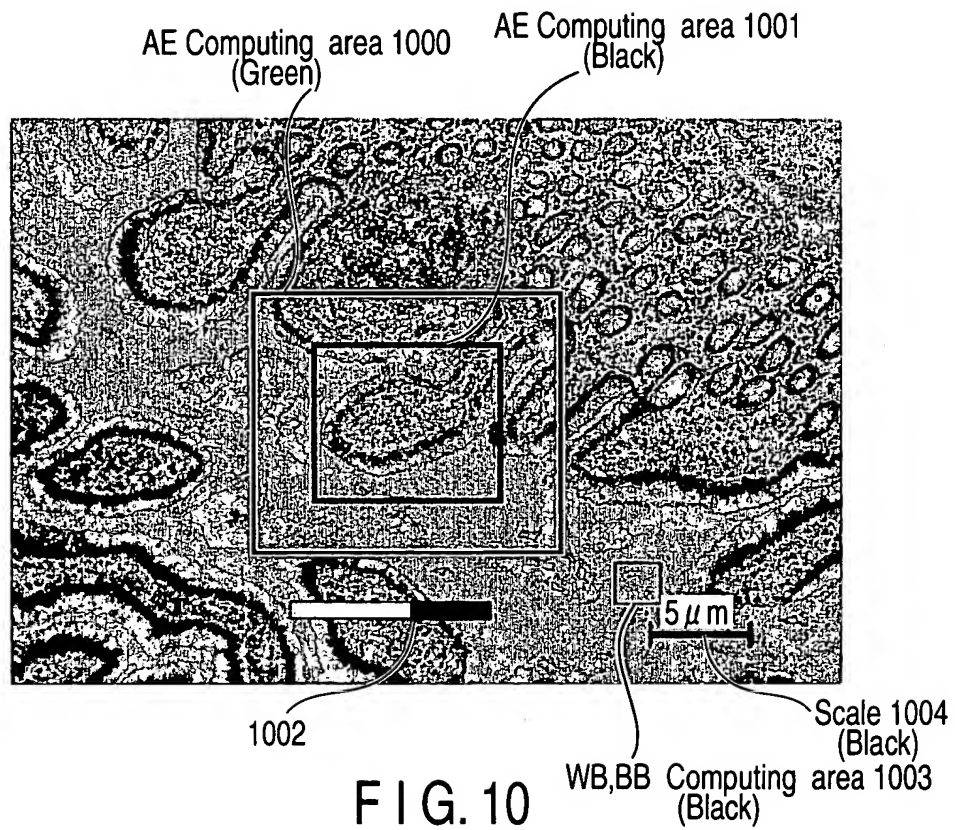 AE Computing area 1000
(Green)
AE Computing area 1001
(Black)
5 μm
1002
Scale 1004
(Black)
WB,BB Computing area 1003
(Black)
FIG. 10